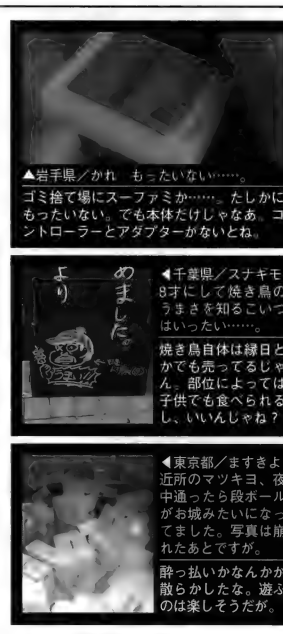 ▲岩手県／かれ　もったいない……。
ゴミ捨て場にスーファミが……。たしかに
もったいない。でも本体だけじゃなあ。コ
ントローラーとアダプターがないとね。
めました。
より
うまい!!
◀千葉県／スナギモ
8才にして焼き鳥の
うまさを知るこいつ
はいったい……。
焼き鳥自体は縁日と
かでも売ってるじゃ
ん。部位によっては
子供でも食べられる
し、いいんじゃね？
◀東京都／ますきよ
近所のマツキヨ、夜
中通ったら段ボール
がお城みたいになっ
てました。写真は崩
れたあとですが。
酔っ払いかなんかが
散らかしたな。遊ぶ
のは楽しそうだが。